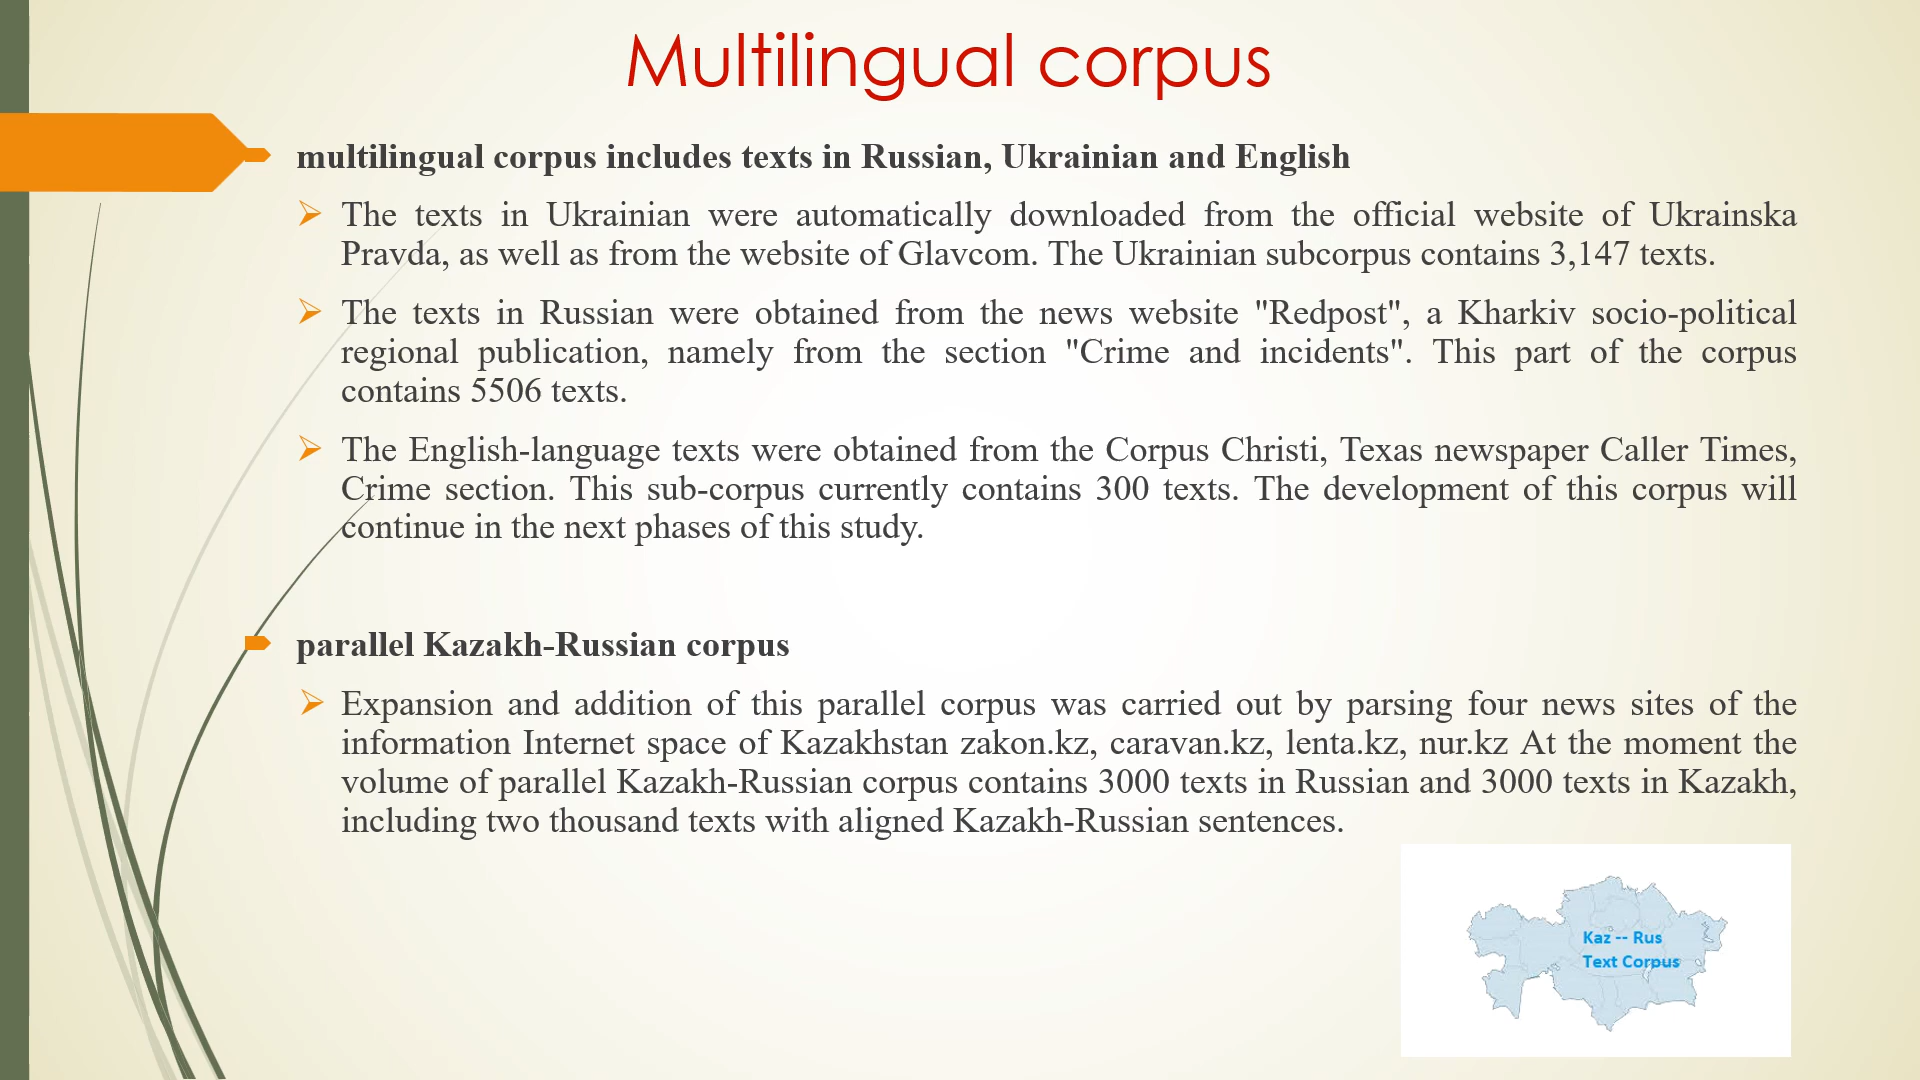 Multilingual corpus
multilingual corpus includes texts in Russian, Ukrainian and English
The texts in Ukrainian were automatically downloaded from the official website of Ukrainska
Pravda, as well as from the website of Glavcom. The Ukrainian subcorpus contains 3,147 texts.
The texts in Russian were obtained from the news website "Redpost", a Kharkiv socio-political
regional publication, namely from the section "Crime and incidents". This part of the corpus
contains 5506 texts.
The English-language texts were obtained from the Corpus Christi, Texas newspaper Caller Times,
Crime section. This sub-corpus currently contains 300 texts. The development of this corpus will
continue in the next phases of this study.
parallel Kazakh-Russian corpus
Expansion and addition of this parallel corpus was carried out by parsing four news sites of the
information Internet space of Kazakhstan zakon.kz, caravan.kz, lenta.kz, nur.kz At the moment the
volume of parallel Kazakh-Russian corpus contains 3000 texts in Russian and 3000 texts in Kazakh,
including two thousand texts with aligned Kazakh-Russian sentences.
Kaz -- Rus
Text Corpus